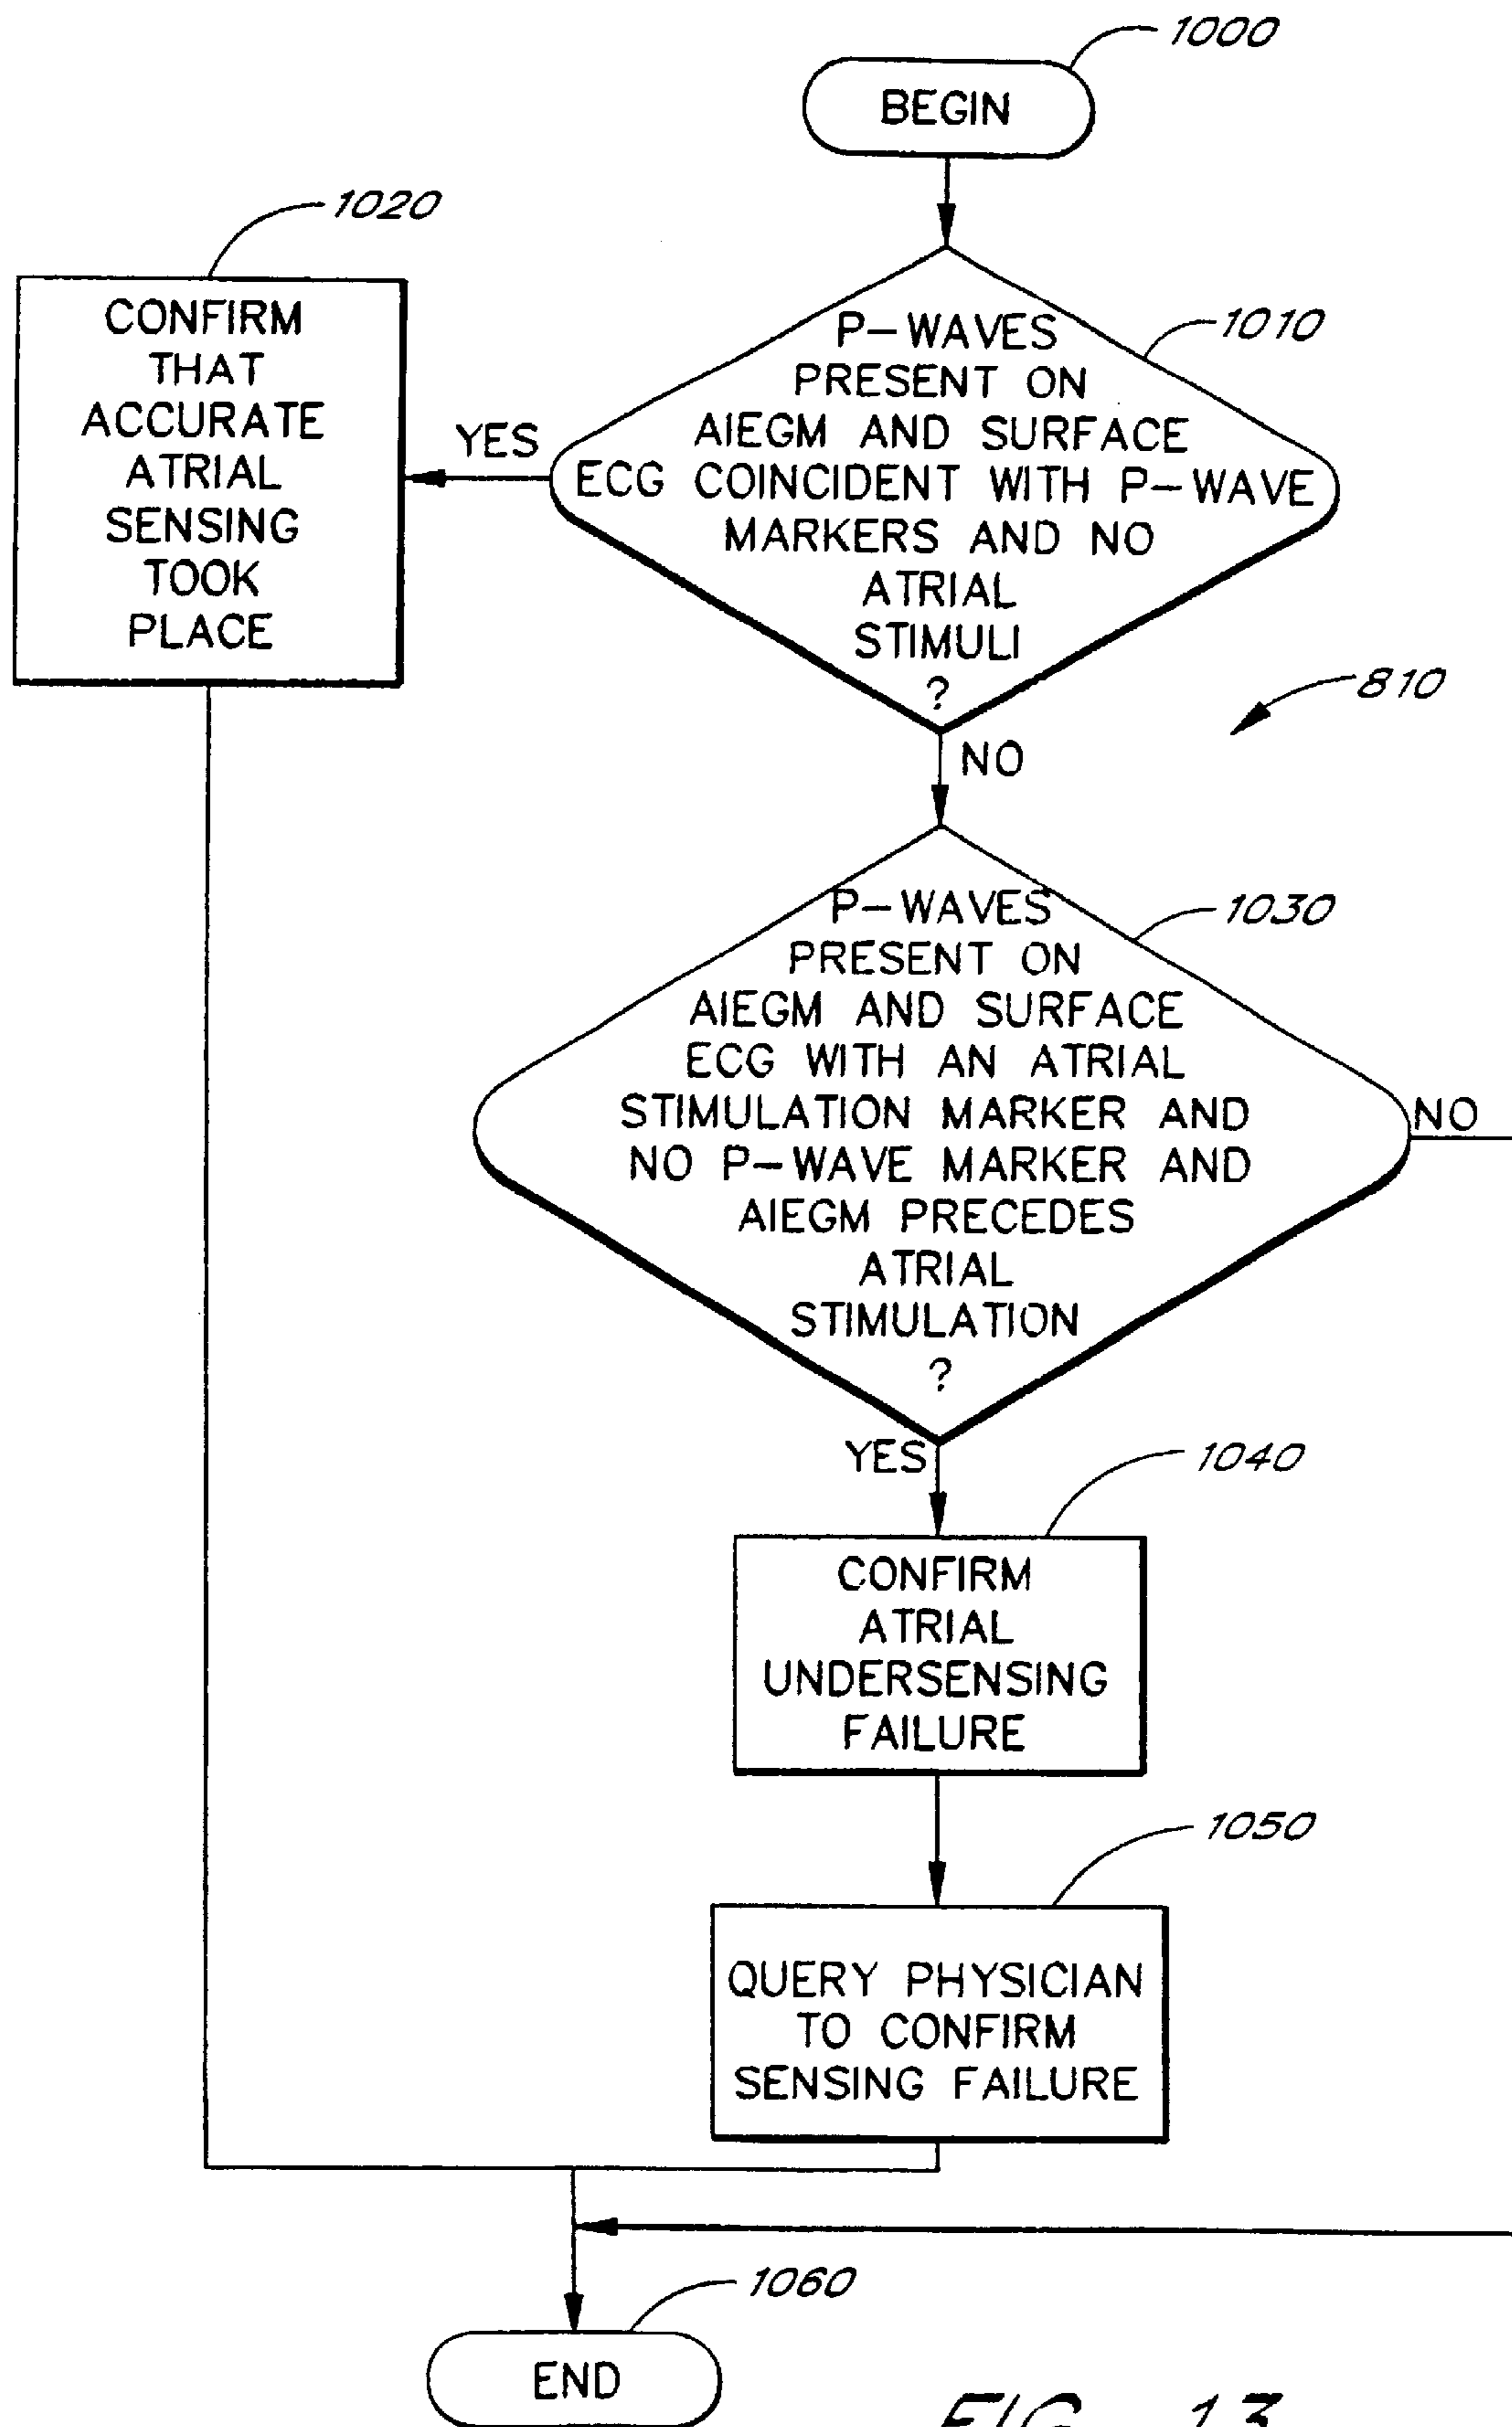 1000
BEGIN
1020
CONFIRM
THAT
ACCURATE
ATRIAL
SENSING
TOOK
PLACE
YES
1010
P-WAVES
PRESENT ON
AIEGM AND SURFACE
ECG COINCIDENT WITH P-WAVE
MARKERS AND NO
ATRIAL
STIMULI
?
810
NO
1030
P-WAVES
PRESENT ON
AIEGM AND SURFACE
ECG WITH AN ATRIAL
STIMULATION MARKER AND
NO P-WAVE MARKER AND
AIEGM PRECEDES
ATRIAL
STIMULATION
?
NO
YES
1040
CONFIRM
ATRIAL
UNDERSENSING
FAILURE
1050
QUERY PHYSICIAN
TO CONFIRM
SENSING FAILURE
1060
END
FIG. 13